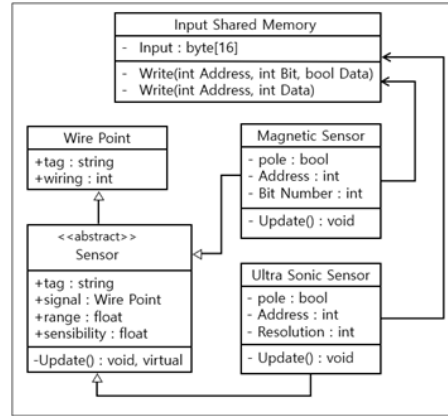 Input Shared Memory
- Input : byte[16]
- Write(int Address, int Bit, bool Data)
- Write(int Address, int Data)
Wire Point
+tag : string
+wiring : int
Magnetic Sensor
- pole : bool
- Address : int
- Bit Number : int
- Update() : void
<<abstract>>
Sensor
+tag : string
+signal : Wire Point
+range : float
+sensibility : float
-Update() : void, virtual
Ultra Sonic Sensor
- pole : bool
- Address : int
- Resolution : int
- Update() : void